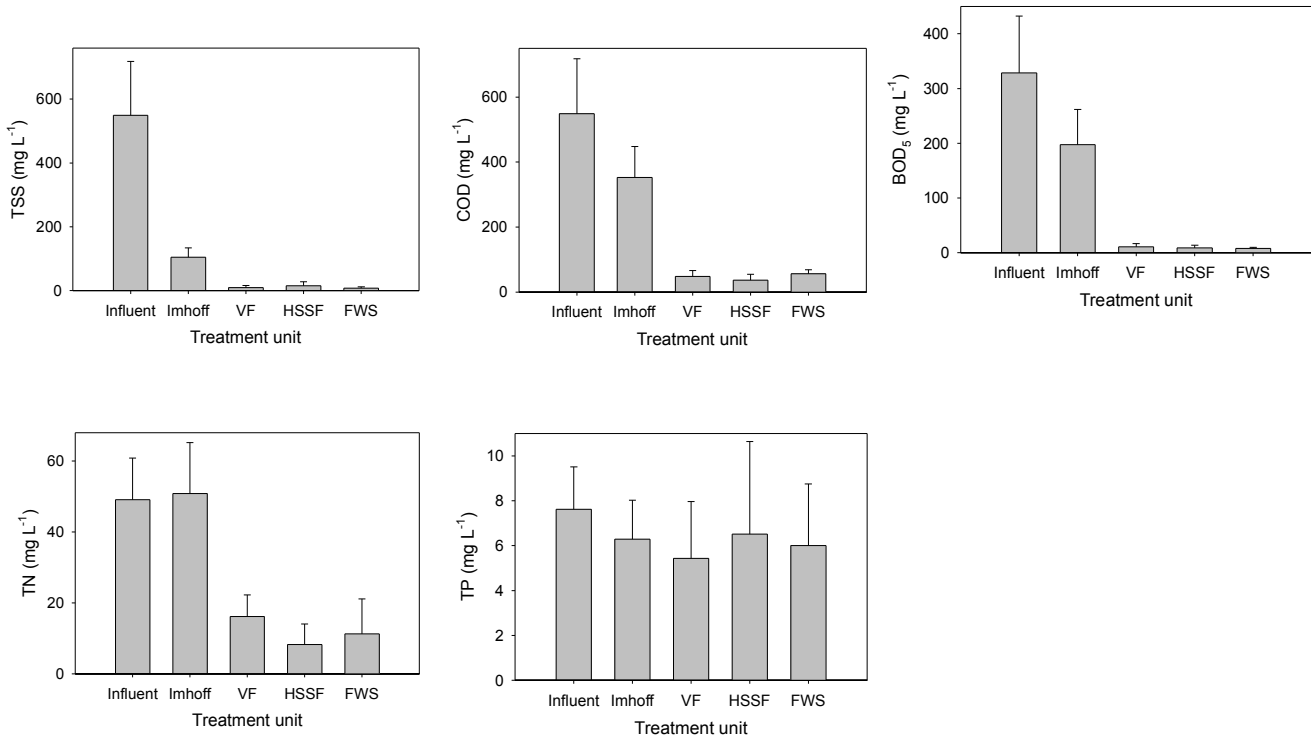 TSS (mg L⁻¹)
600
400
200
0
Influent Imhoff VF HSSF FWS
Treatment unit
COD (mg L⁻¹)
600
400
200
0
Influent Imhoff VF HSSF FWS
Treatment unit
BOD₅ (mg L⁻¹)
400
300
200
100
0
Influent Imhoff VF HSSF FWS
Treatment unit
TN (mg L⁻¹)
60
40
20
0
Influent Imhoff VF HSSF FWS
Treatment unit
TP (mg L⁻¹)
10
8
6
4
2
0
Influent Imhoff VF HSSF FWS
Treatment unit